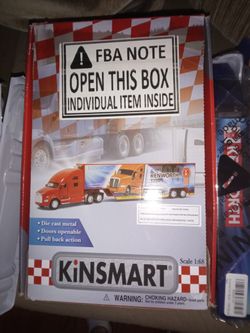 FBA NOTE
OPEN THIS BOX
INDIVIDUAL ITEM INSIDE
KENWORTH
• Die cast metal
• Doors openable
• Pull back action
Scale 1:68
KiNSMART®
WARNING: CHOKING HAZARD